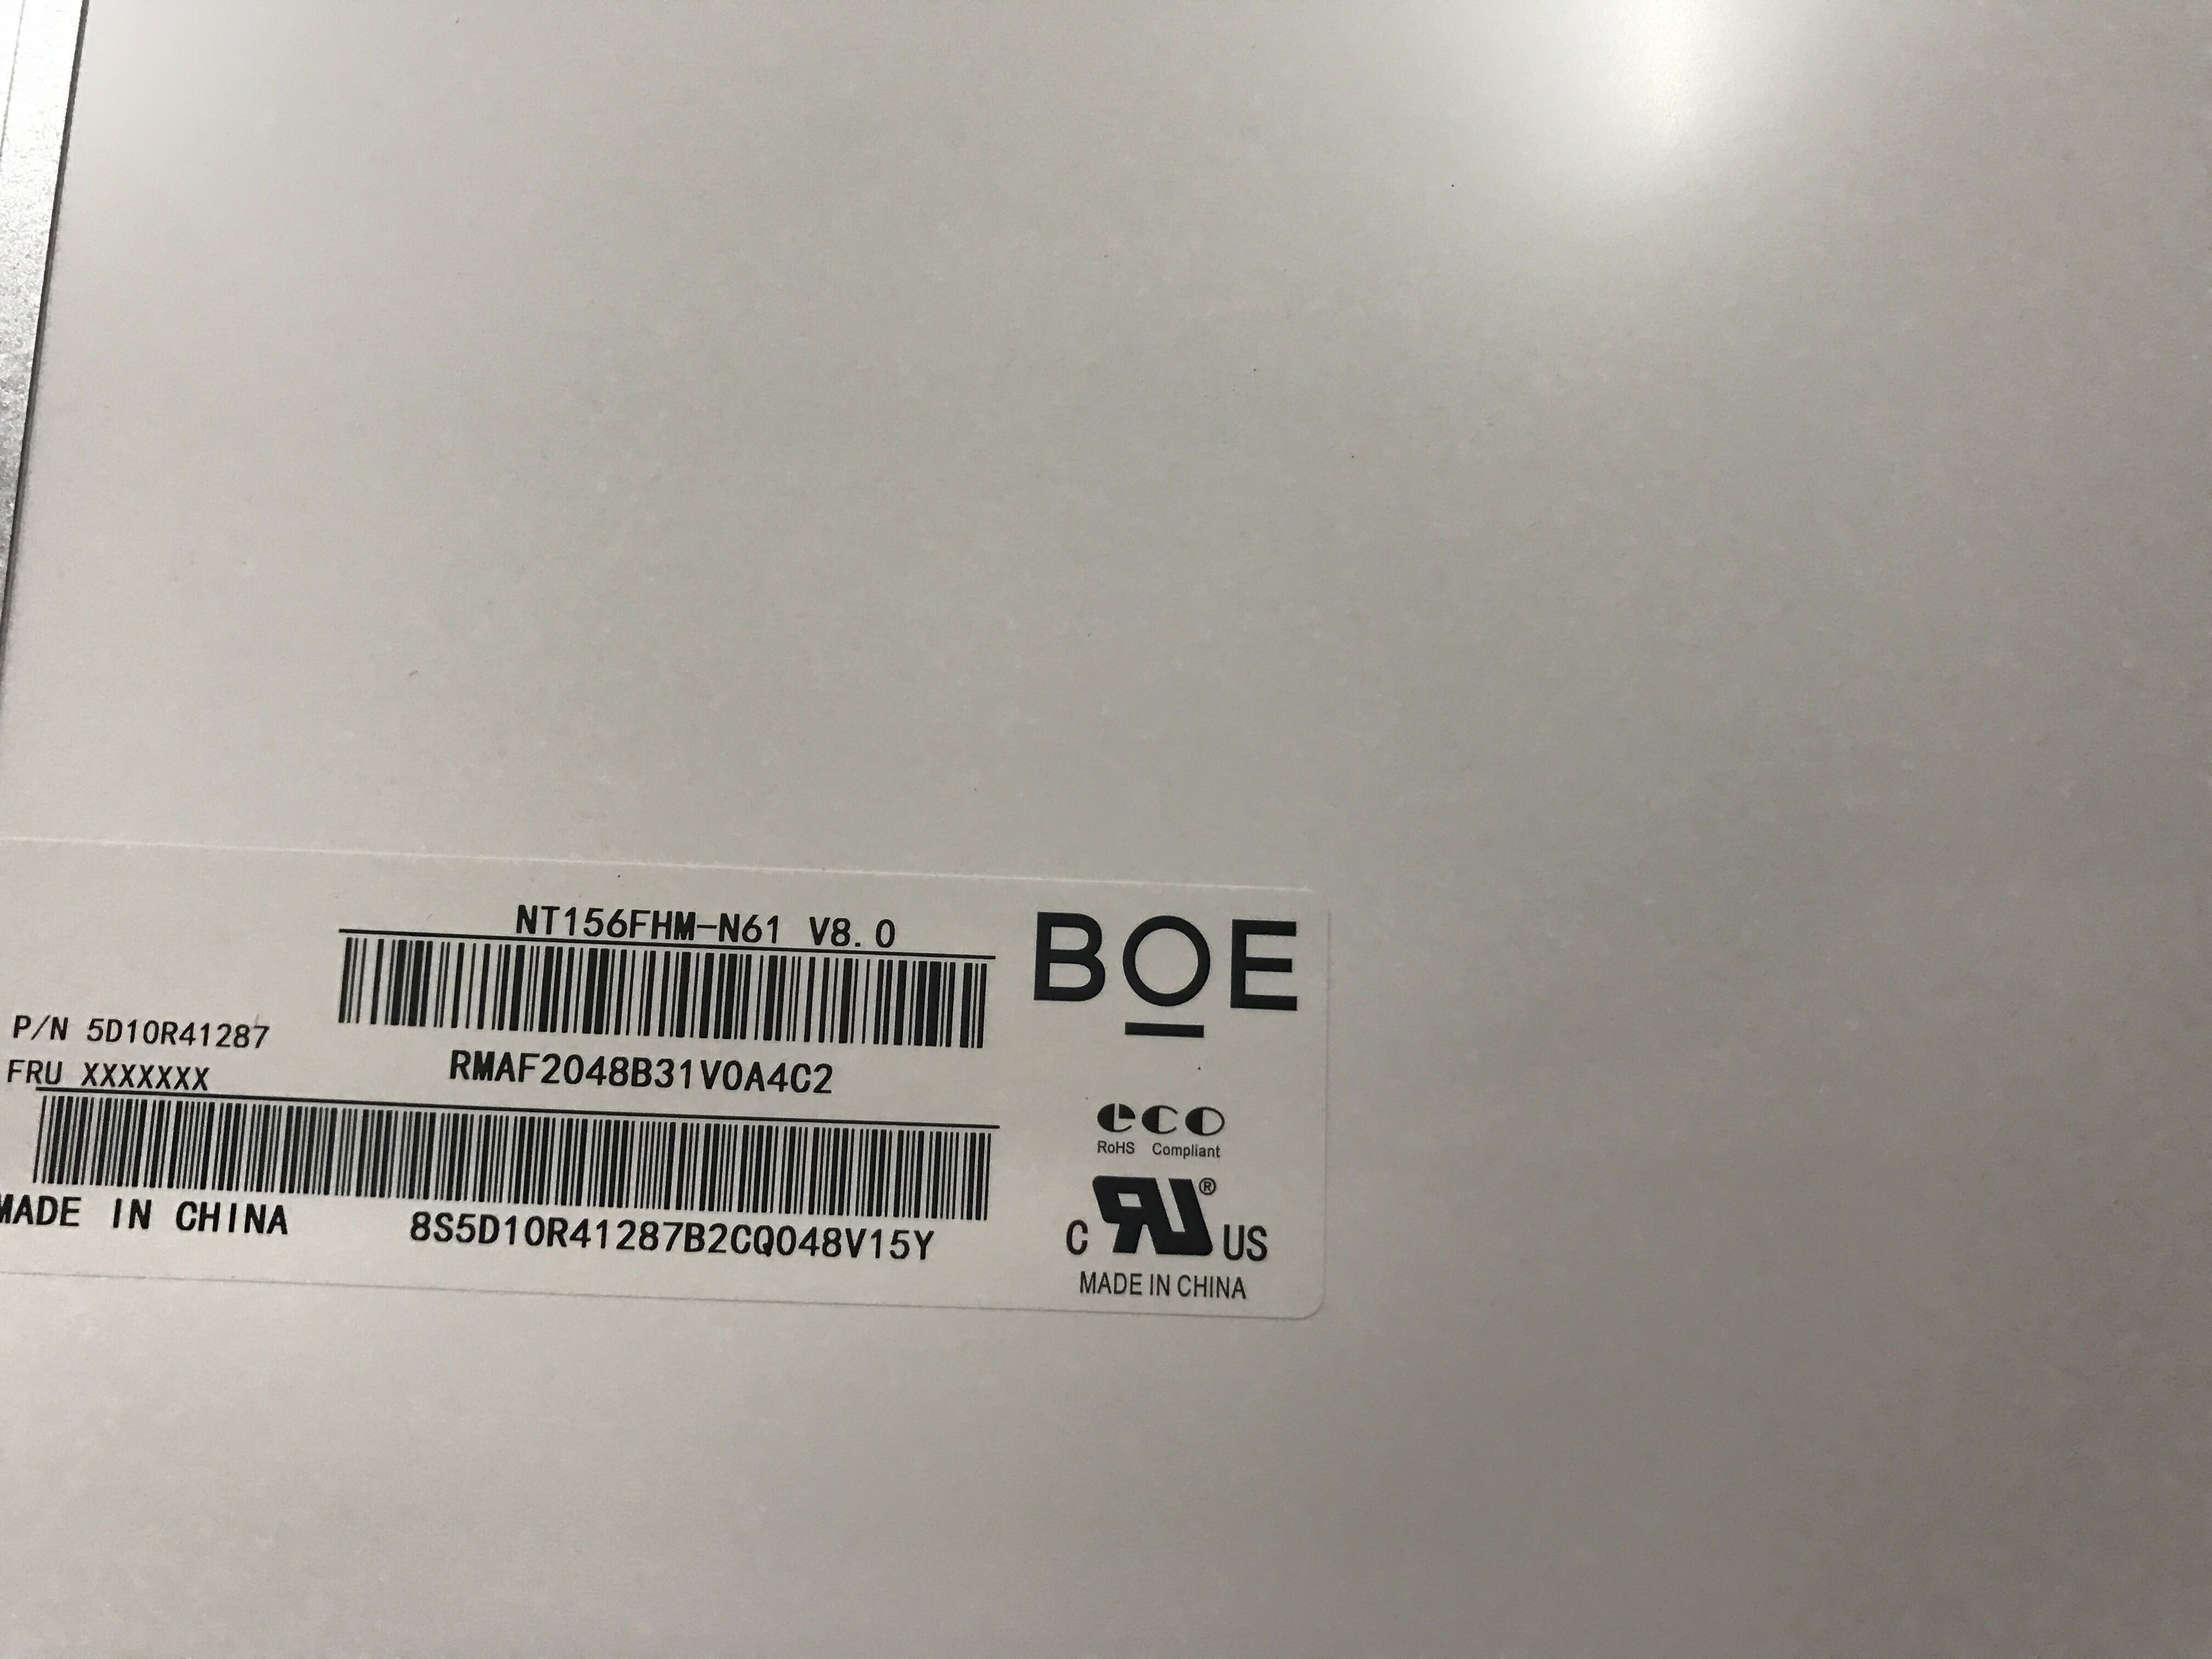 NT156FHM-N61 V8.0
BOE
P/N 5D10R41287
FRU XXXXXXX
RMAF2048B31V0A4C2
eco
RoHS Compliant
MADE IN CHINA
8S5D10R41287B2CQ048V15Y
C RU® US
MADE IN CHINA